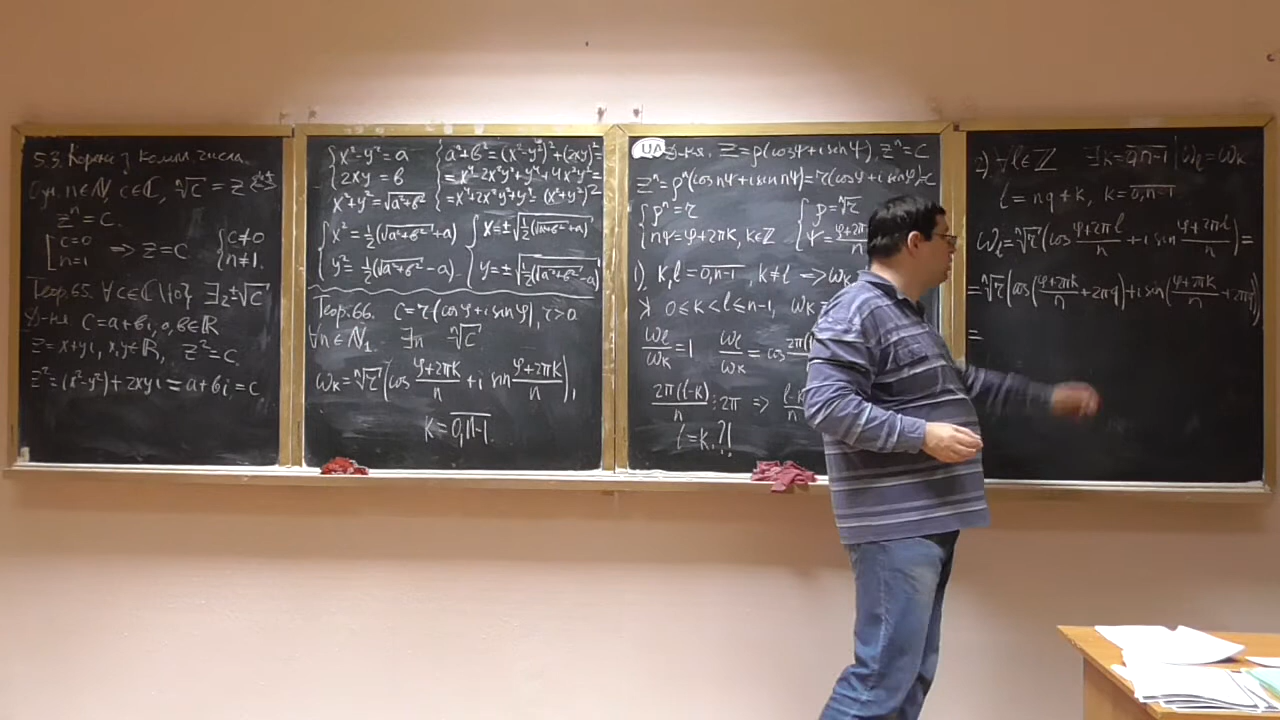 5.3. Корені з компл. числа.
n∈ℕ, c∈ℂ, ⁿ√c = z
zⁿ = c.
[c=0 n=1 ⇒ z=c {c≠0 n≠1.
Теор. 65. ∀c∈ℂ\{0} ∃₂ ±√c
Д-ня. c=a+bi, a,b∈ℝ
z=x+yi, x,y∈ℝ, z²=c.
z²=(x²-y²)+2xyi=a+bi=c
{x²-y²=a
2xy=b
x²+y²=√(a²+b²)
{a²+b²=(x²-y²)²+(2xy)²=
=x⁴-2x²y²+y⁴+4x²y²=
=x⁴+2x²y²+y⁴=(x²+y²)²
{x²=½(√(a²+b²)+a)
y²=½(√(a²+b²)-a)
{x=±√(½(√(a²+b²)+a))
y=±√(½(√(a²+b²)-a))
Теор. 66. c=r(cosφ+i sinφ), r>0
∀n∈ℕ₁ ∃ₙ ⁿ√c
ωₖ=ⁿ√r(cos (φ+2πk)/n + i sin (φ+2πk)/n),
k=0,n-1.
UA
Д-ня. z=ρ(cosψ+i sinψ), zⁿ=c
zⁿ=ρⁿ(cos nψ+i sin nψ)=r(cosφ+i sinφ)=c
{ρⁿ=r
nψ=φ+2πk, k∈ℤ
{ρ=ⁿ√r
1). k,l=0,n-1, k≠l ⇒ωₖ
0≤k<l≤n-1, ωₖ=
ωₗ/ωₖ=1 ωₗ/ωₖ=cos
2π(l-k)/n ⋮ 2π ⇒
l=k.?!
2) ∀l∈ℤ ∃k=0,n-1 | ωₗ=ωₖ
l=nq+k, k=0,n-1
ωₗ=ⁿ√r(cos (φ+2πl)/n + i sin (φ+2πl)/n)=
=ⁿ√r(cos((φ+2πk)/n+2πq)+i sin((φ+2πk)/n+2πq))
=